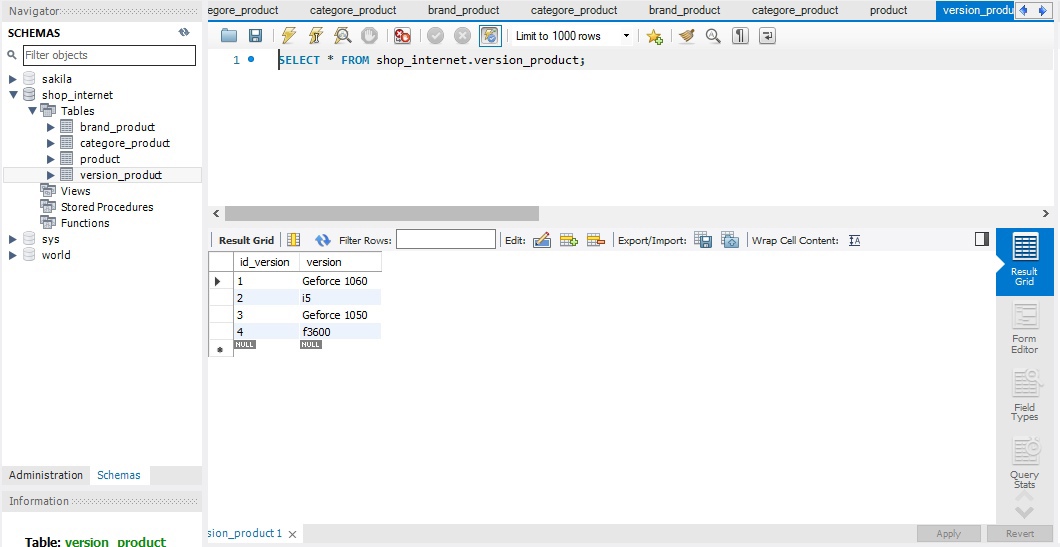 Navigator
egore_product categore_product brand_product categore_product brand_product categore_product product version_produ
SCHEMAS
Filter objects
Limit to 1000 rows
1 SELECT * FROM shop_internet.version_product;
sakila
shop_internet
Tables
brand_product
categore_product
product
version_product
Views
Stored Procedures
Functions
sys
world
Result Grid Filter Rows: Edit: Export/Import: Wrap Cell Content: IA
id_version version
1 Geforce 1060
2 i5
3 Geforce 1050
4 f3600
NULL NULL
Result
Grid
Form
Editor
Field
Types
Query
Stats
Administration Schemas
Information
Table: version_product
sion_product 1 Apply Revert